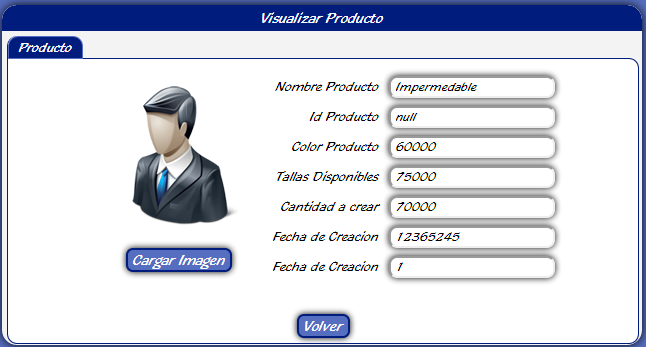 Visualizar Producto
Producto
Nombre Producto Impermedable
Id Producto null
Color Producto 60000
Tallas Disponibles 75000
Cantidad a crear 70000
Fecha de Creacion 12365245
Fecha de Creacion 1
Cargar Imagen
Volver